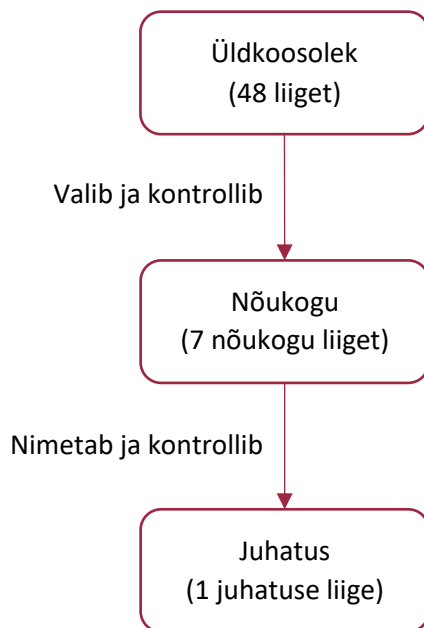 Üldkoosolek
(48 liiget)
Valib ja kontrollib
Nõukogu
(7 nõukogu liiget)
Nimetab ja kontrollib
Juhatus
(1 juhatuse liige)